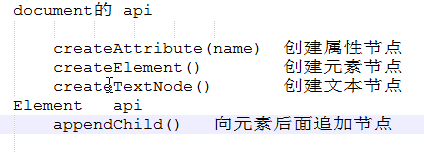 document的 api
createAttribute(name) 创建属性节点
createElement() 创建元素节点
createTextNode() 创建文本节点
Element api
appendChild() 向元素后面追加节点